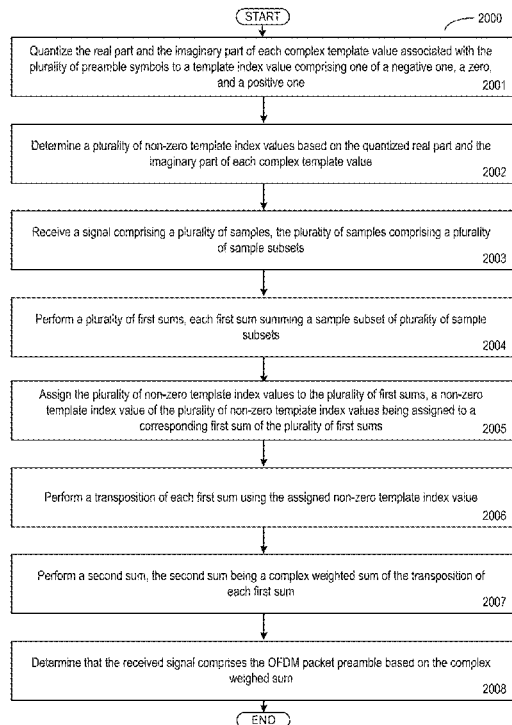 START
2000
Quantize the real part and the imaginary part of each complex template value associated with the
plurality of preamble symbols to a template index value comprising one of a negative one, a zero,
and a positive one
2001
Determine a plurality of non-zero template index values based on the quantized real part and the
imaginary part of each complex template value
2002
Receive a signal comprising a plurality of samples, the plurality of samples comprising a plurality
of sample subsets
2003
Perform a plurality of first sums, each first sum summing a sample subset of plurality of sample
subsets
2004
Assign the plurality of non-zero template index values to the plurality of first sums, a non-zero
template index value of the plurality of non-zero template index values being assigned to a
corresponding first sum of the plurality of first sums
2005
Perform a transposition of each first sum using the assigned non-zero template index value
2006
Perform a second sum, the second sum being a complex weighted sum of the transposition of
each first sum
2007
Determine that the received signal comprises the OFDM packet preamble based on the complex
weighed sum
2008
END